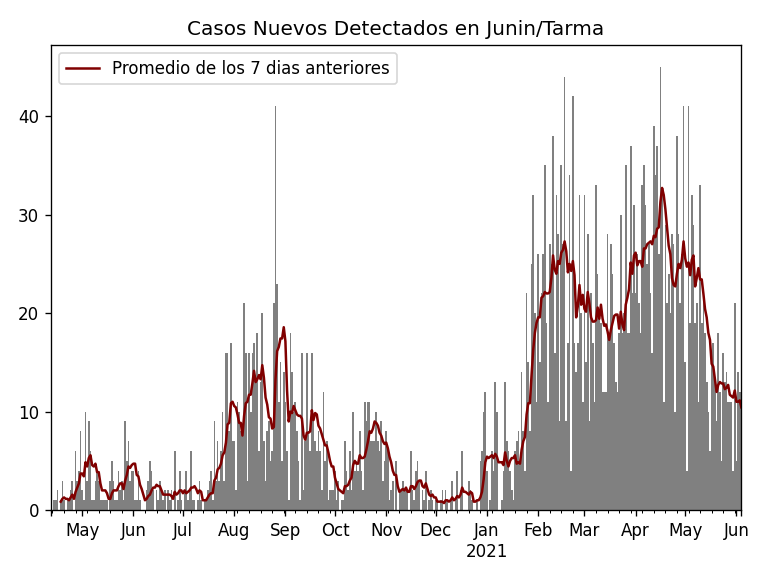 Casos Nuevos Detectados en Junin/Tarma
Promedio de los 7 dias anteriores
40
30
20
10
0
May Jun Jul Aug Sep Oct Nov Dec Jan Feb Mar Apr May Jun
2021